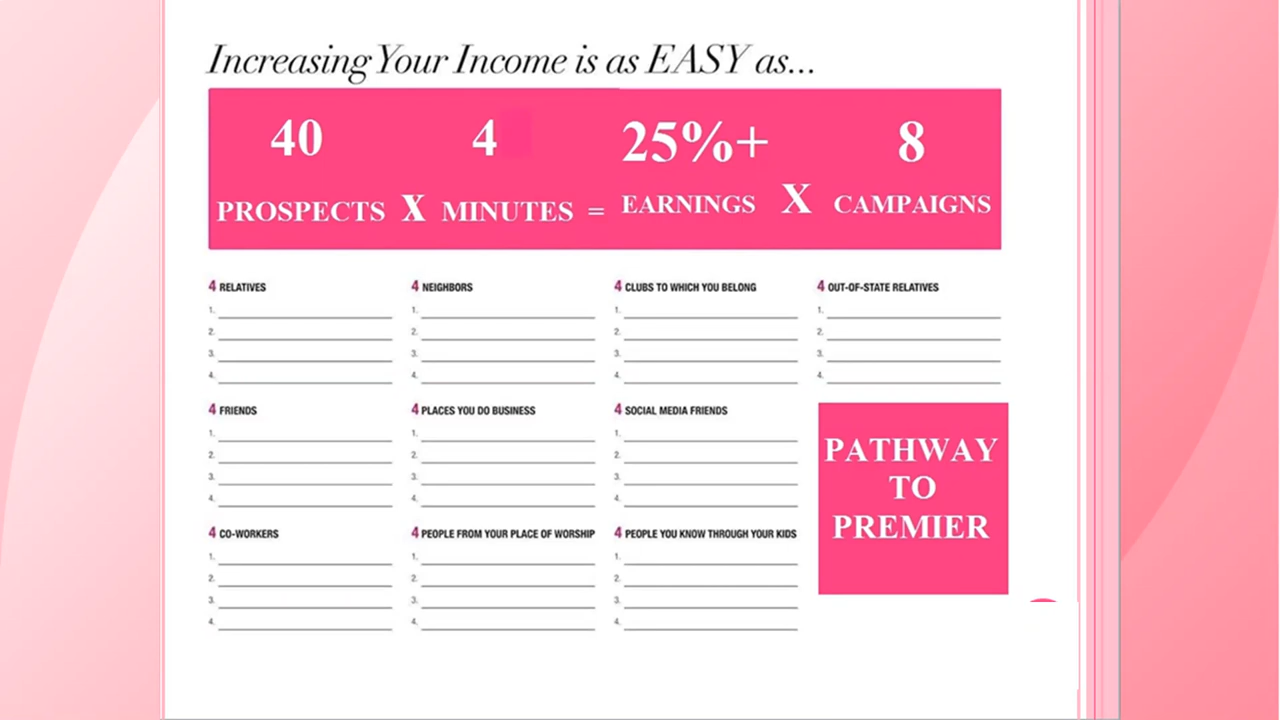 Increasing Your Income is as EASY as...
40 4 25%+ 8
PROSPECTS X MINUTES = EARNINGS X CAMPAIGNS
4 RELATIVES
1.
2.
3.
4.
4 NEIGHBORS
1.
2.
3.
4.
4 CLUBS TO WHICH YOU BELONG
1.
2.
3.
4.
4 OUT-OF-STATE RELATIVES
1.
2.
3.
4.
4 FRIENDS
1.
2.
3.
4.
4 PLACES YOU DO BUSINESS
1.
2.
3.
4.
4 SOCIAL MEDIA FRIENDS
1.
2.
3.
4.
PATHWAY
TO
PREMIER
4 CO-WORKERS
1.
2.
3.
4.
4 PEOPLE FROM YOUR PLACE OF WORSHIP
1.
2.
3.
4.
4 PEOPLE YOU KNOW THROUGH YOUR KIDS
1.
2.
3.
4.